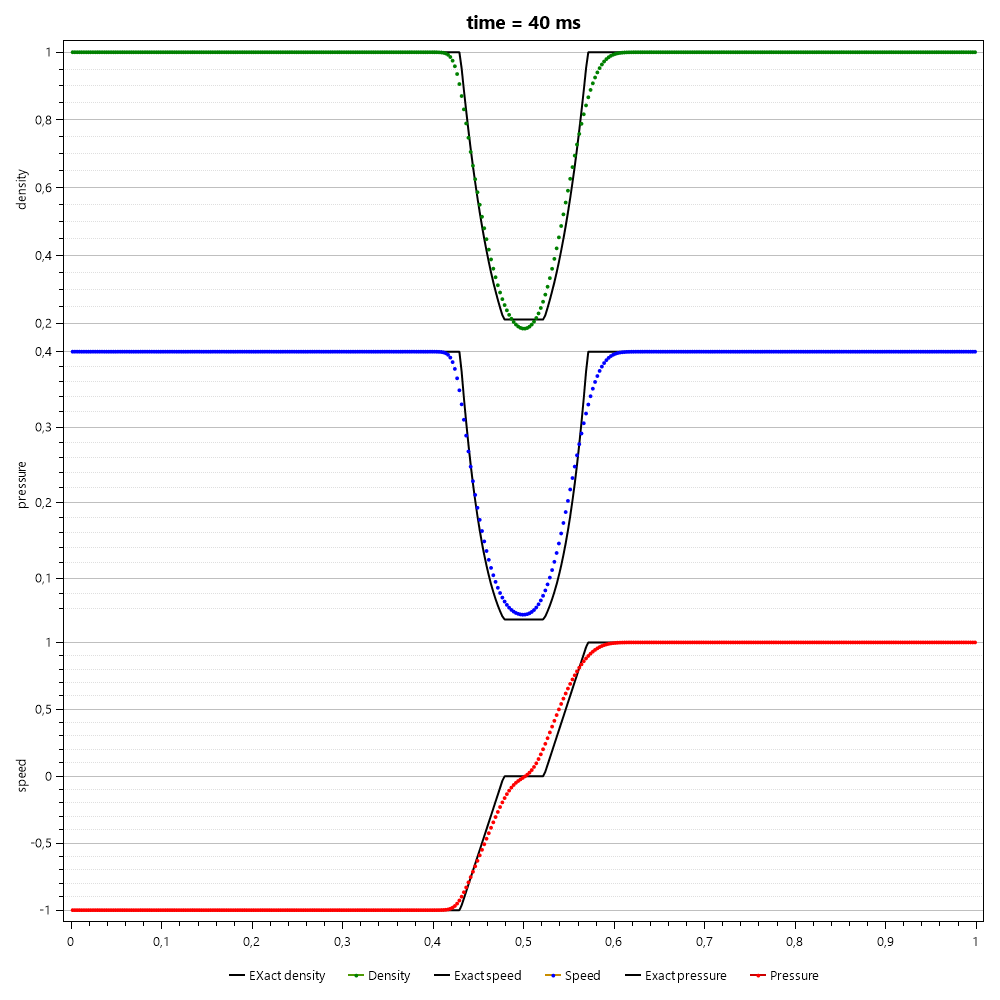 time = 40 ms
1
0,8
0,6
0,4
0,2
density
0,4
0,3
0,2
0,1
pressure
1
0,5
0
-0,5
-1
speed
0 0,1 0,2 0,3 0,4 0,5 0,6 0,7 0,8 0,9 1
EXact density Density Exact speed Speed Exact pressure Pressure